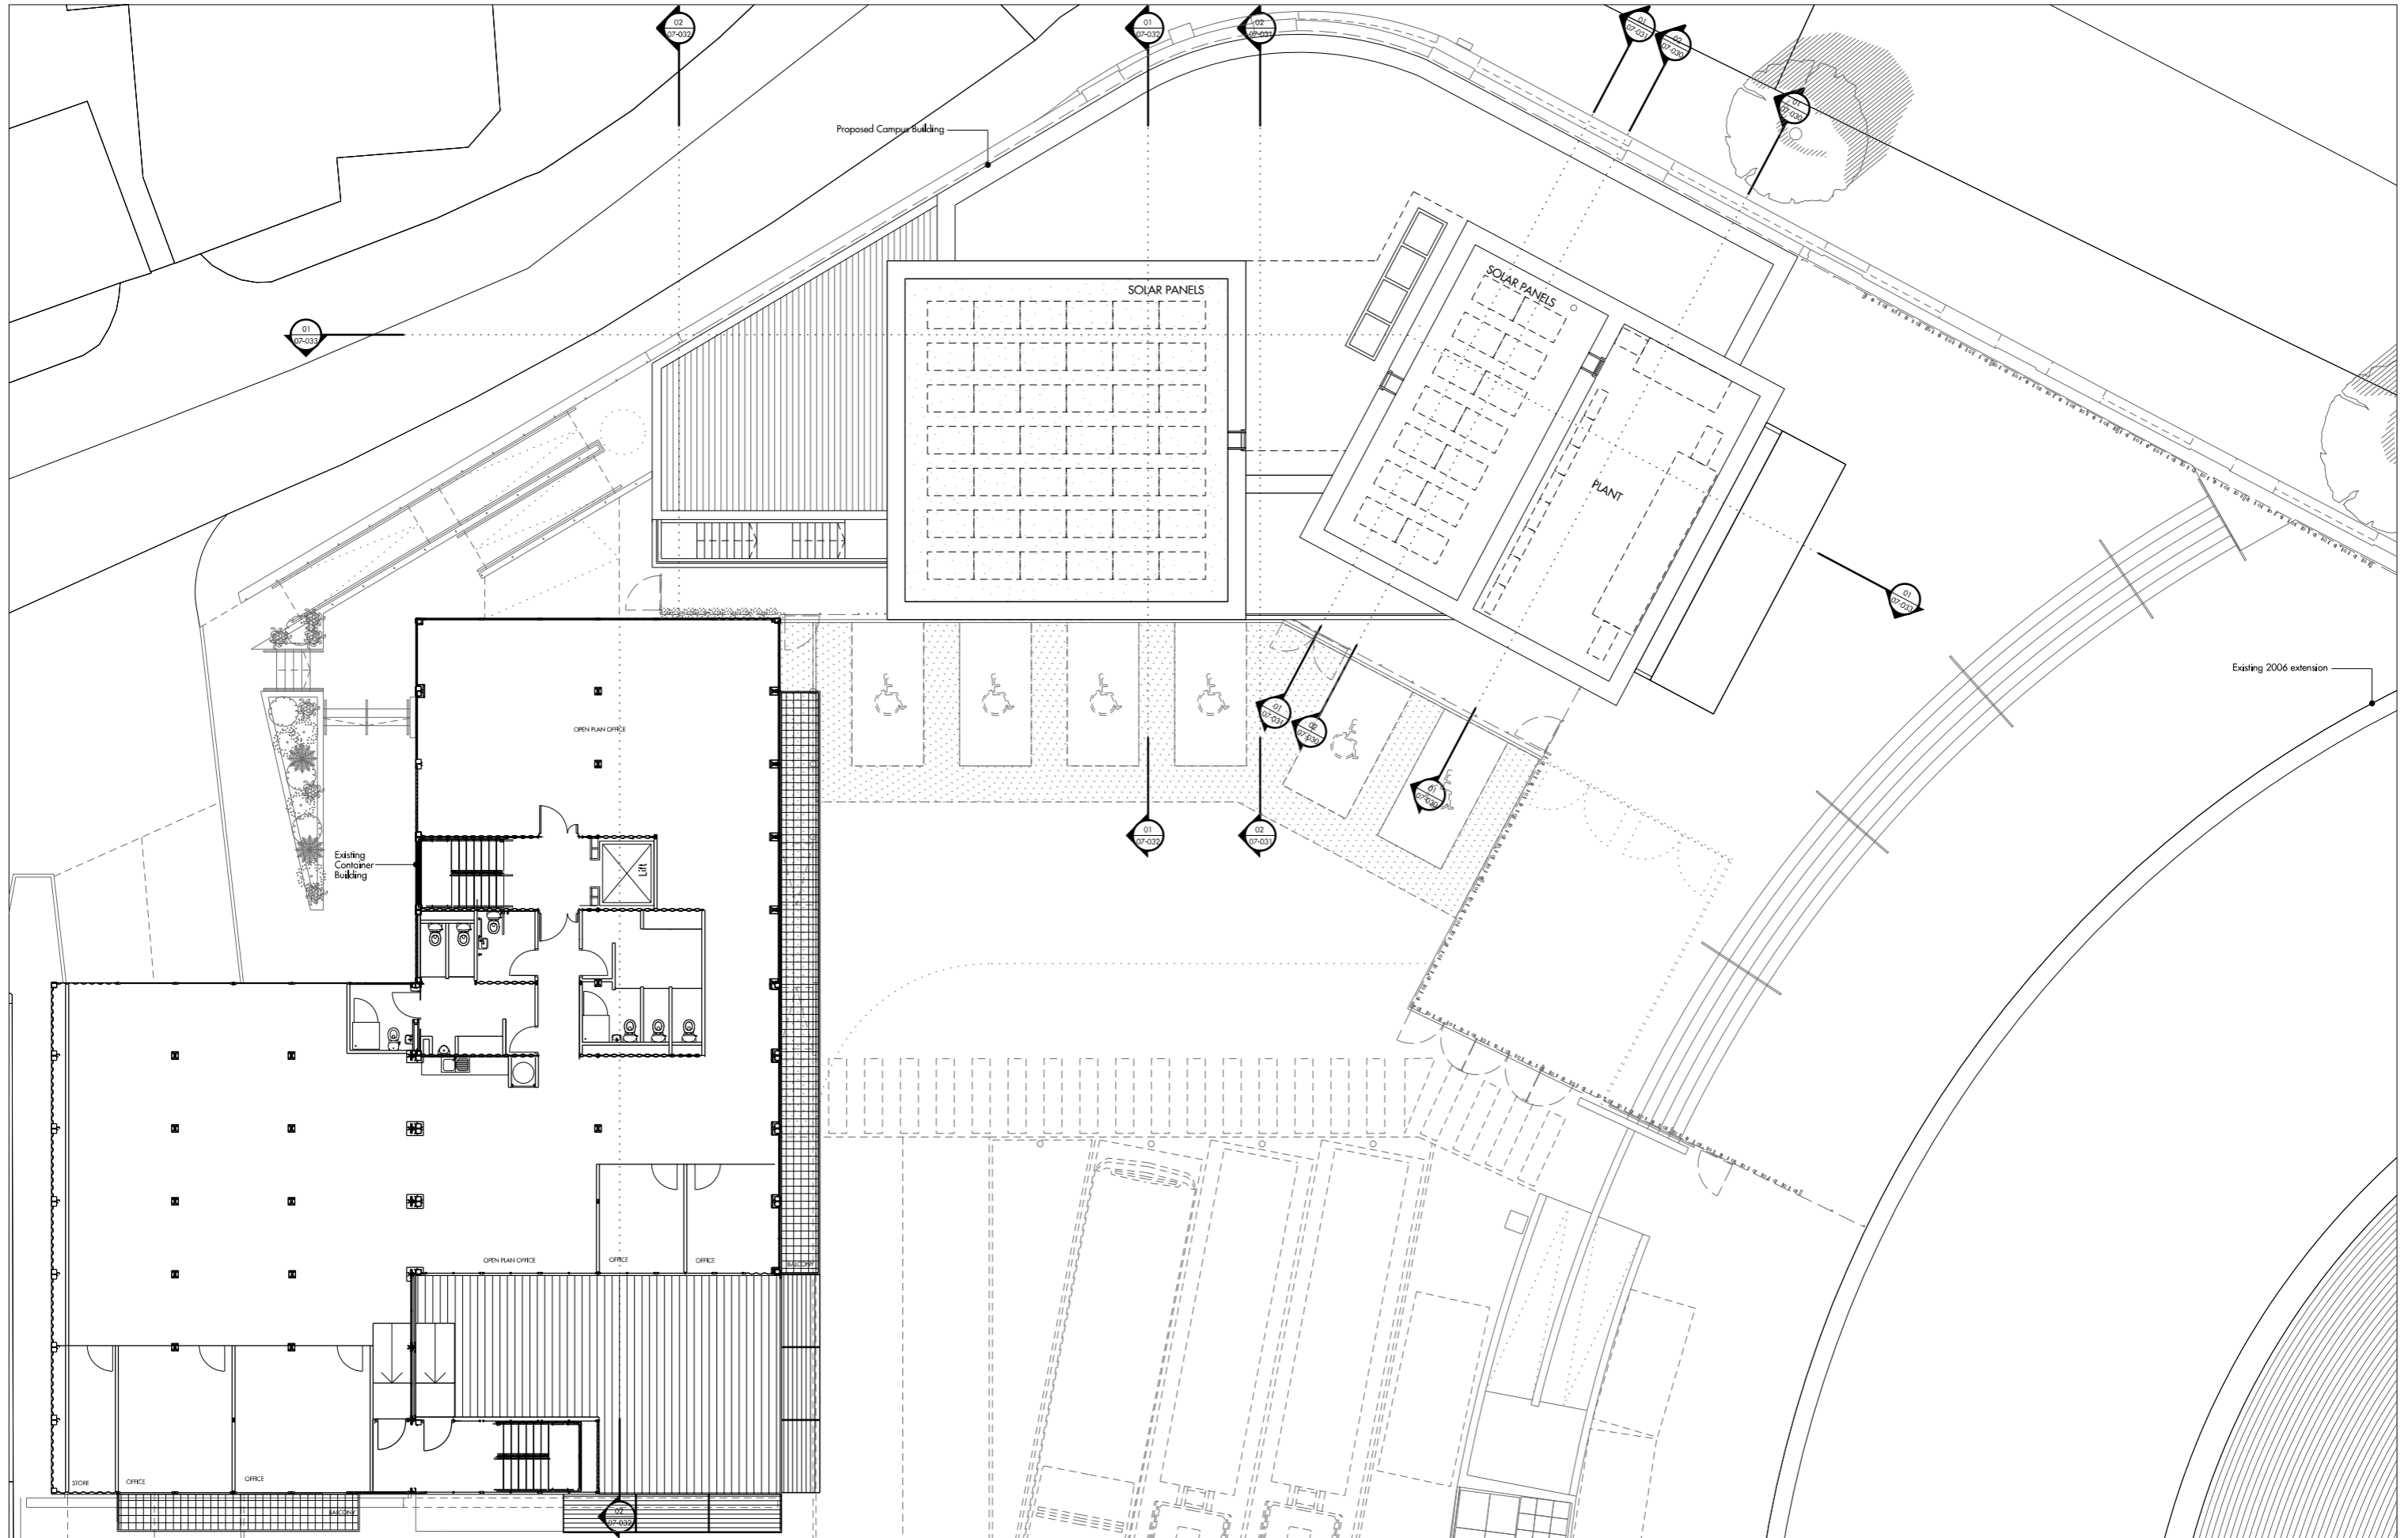 02
07-032
01
07-032
02
07-031
01
07-031
02
07-030
01
07-030
Proposed Campus Building
SOLAR PANELS
SOLAR PANELS
01
07-033
PLANT
01
07-033
Existing 2006 extension
OPEN PLAN OFFICE
01
07-031
02
07-030
01
07-030
01
07-032
02
07-031
Existing
Container
Building
Lift
OPEN PLAN OFFICE
OFFICE
OFFICE
BALCONY
STORE
OFFICE
OFFICE
BALCONY
02
07-032